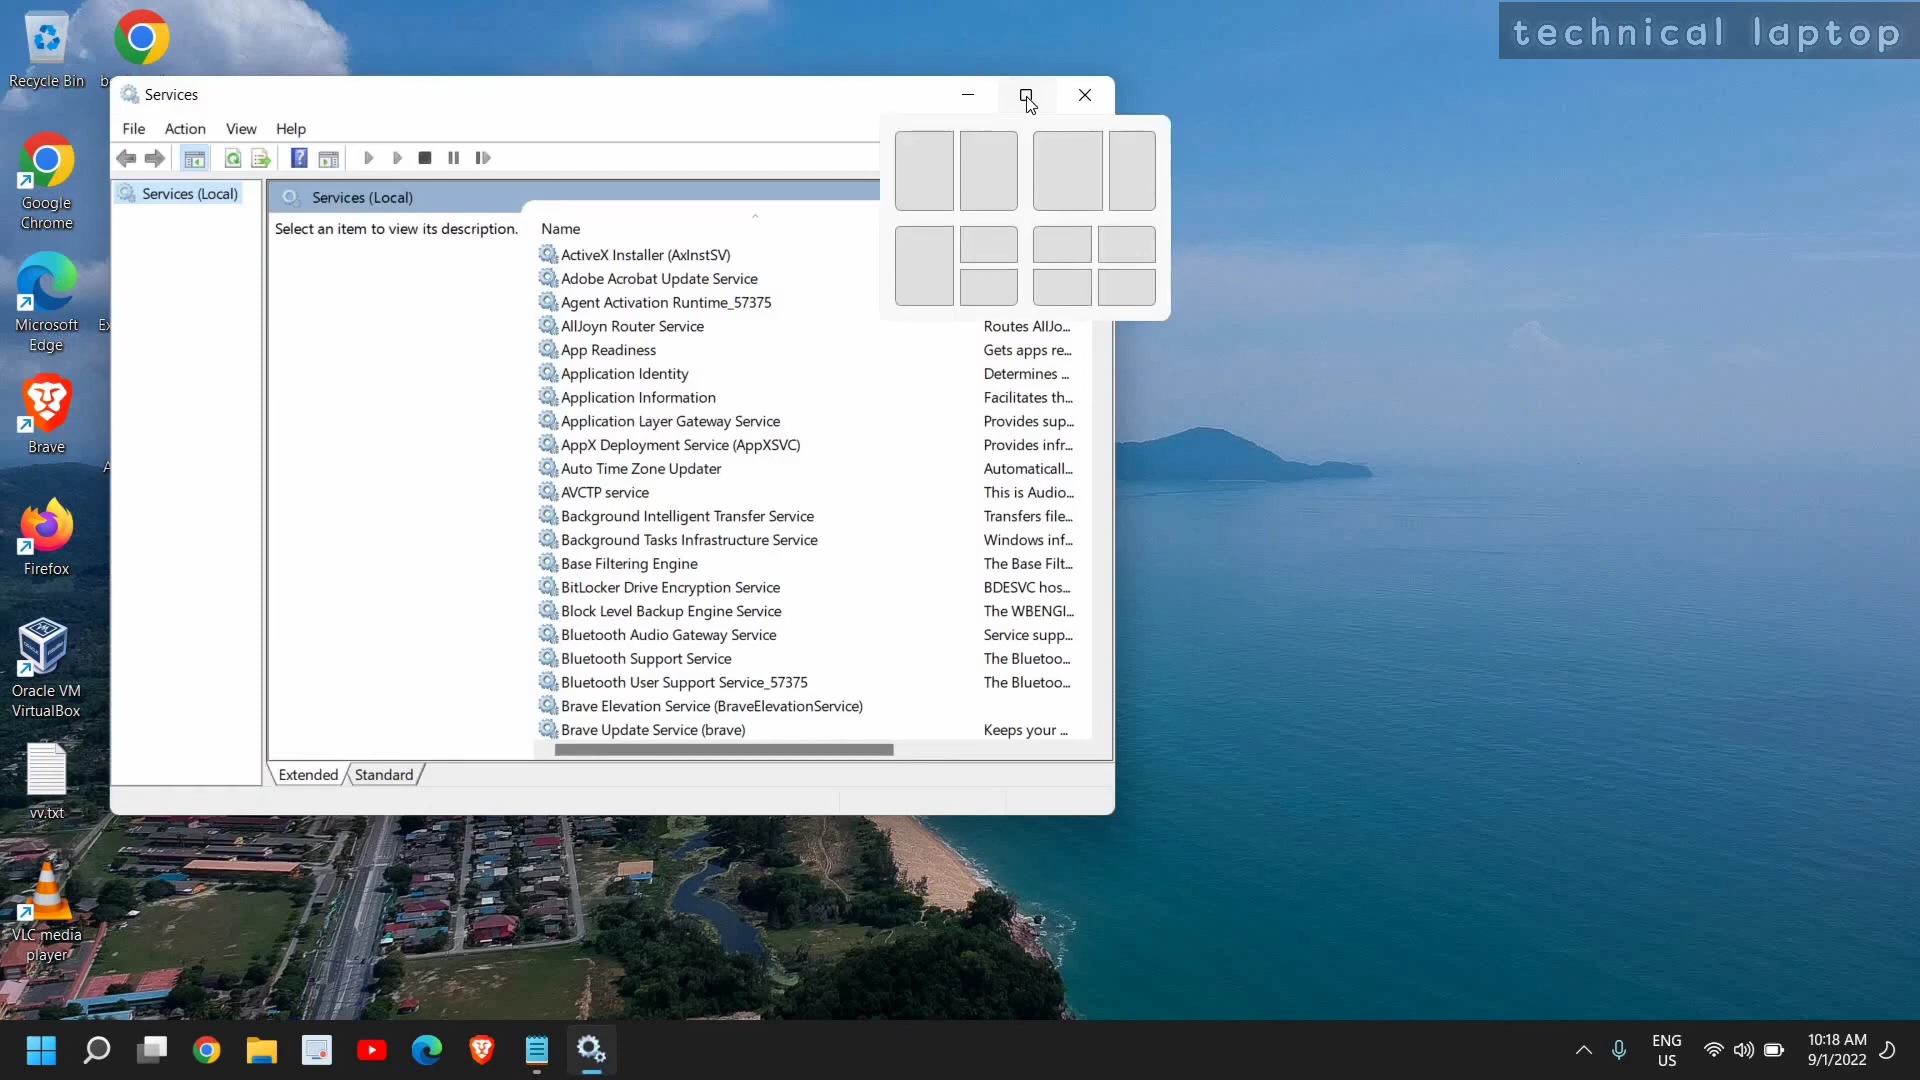 technical laptop
Recycle Bin
Services
File Action View Help
Services (Local)
Services (Local)
Select an item to view its description.
Name
ActiveX Installer (AxInstSV)
Adobe Acrobat Update Service
Agent Activation Runtime_57375
AllJoyn Router Service Routes AllJo...
App Readiness Gets apps re...
Application Identity Determines ...
Application Information Facilitates th...
Application Layer Gateway Service Provides sup...
AppX Deployment Service (AppXSVC) Provides infr...
Auto Time Zone Updater Automaticall...
AVCTP service This is Audio...
Background Intelligent Transfer Service Transfers file...
Background Tasks Infrastructure Service Windows inf...
Base Filtering Engine The Base Filt...
BitLocker Drive Encryption Service BDESVC hos...
Block Level Backup Engine Service The WBENGI...
Bluetooth Audio Gateway Service Service supp...
Bluetooth Support Service The Bluetoo...
Bluetooth User Support Service_57375 The Bluetoo...
Brave Elevation Service (BraveElevationService)
Brave Update Service (brave) Keeps your ...
Extended Standard
Google
Chrome
Microsoft
Edge
Brave
Firefox
Oracle VM
VirtualBox
vv.txt
VLC media
player
ENG
US
10:18 AM
9/1/2022